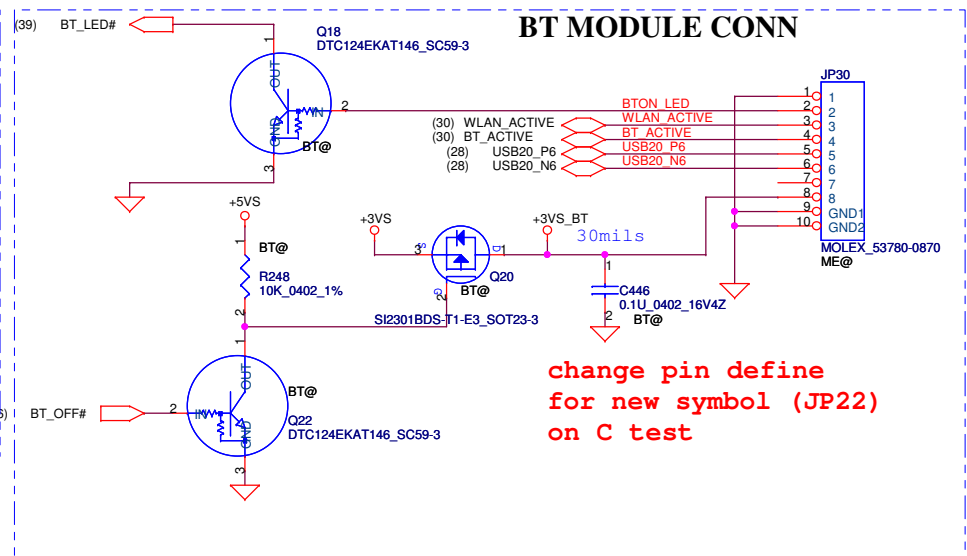 BT MODULE CONN
(39) BT_LED#
Q18
DTC124EKAT146_SC59-3
1
OUT
IN
2
GND
BT@
3
JP30
1 1
2 2
3 3
4 4
5 5
6 6
7 7
8 8
9 GND1
10 GND2
MOLEX_53780-0870
ME@
BTON_LED
(30) WLAN_ACTIVE WLAN_ACTIVE
(30) BT_ACTIVE BT_ACTIVE
(28) USB20_P6 USB20_P6
(28) USB20_N6 USB20_N6
+5VS
1
BT@
R248
10K_0402_1%
2
+3VS
3
S
D
1
G
2
Q20
BT@
SI2301BDS-T1-E3_SOT23-3
+3VS_BT
30mils
1
C446
0.1U_0402_16V4Z
2
BT@
BT_OFF#
2
IN
1
OUT
GND
3
BT@
Q22
DTC124EKAT146_SC59-3
change pin define
for new symbol (JP22)
on C test